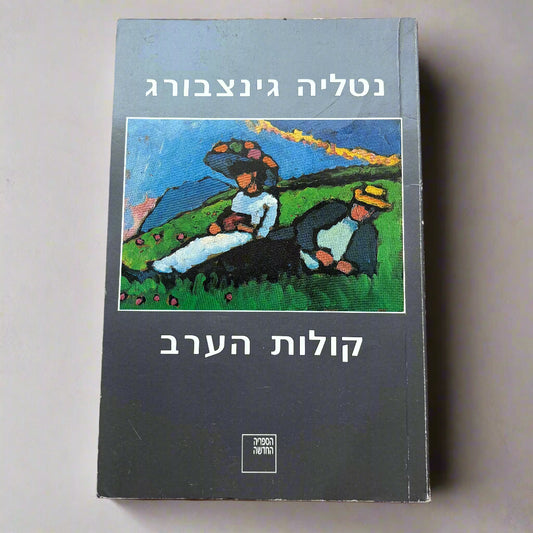 נטליה גינצבורג
קולות הערב
הספריה
החדשה